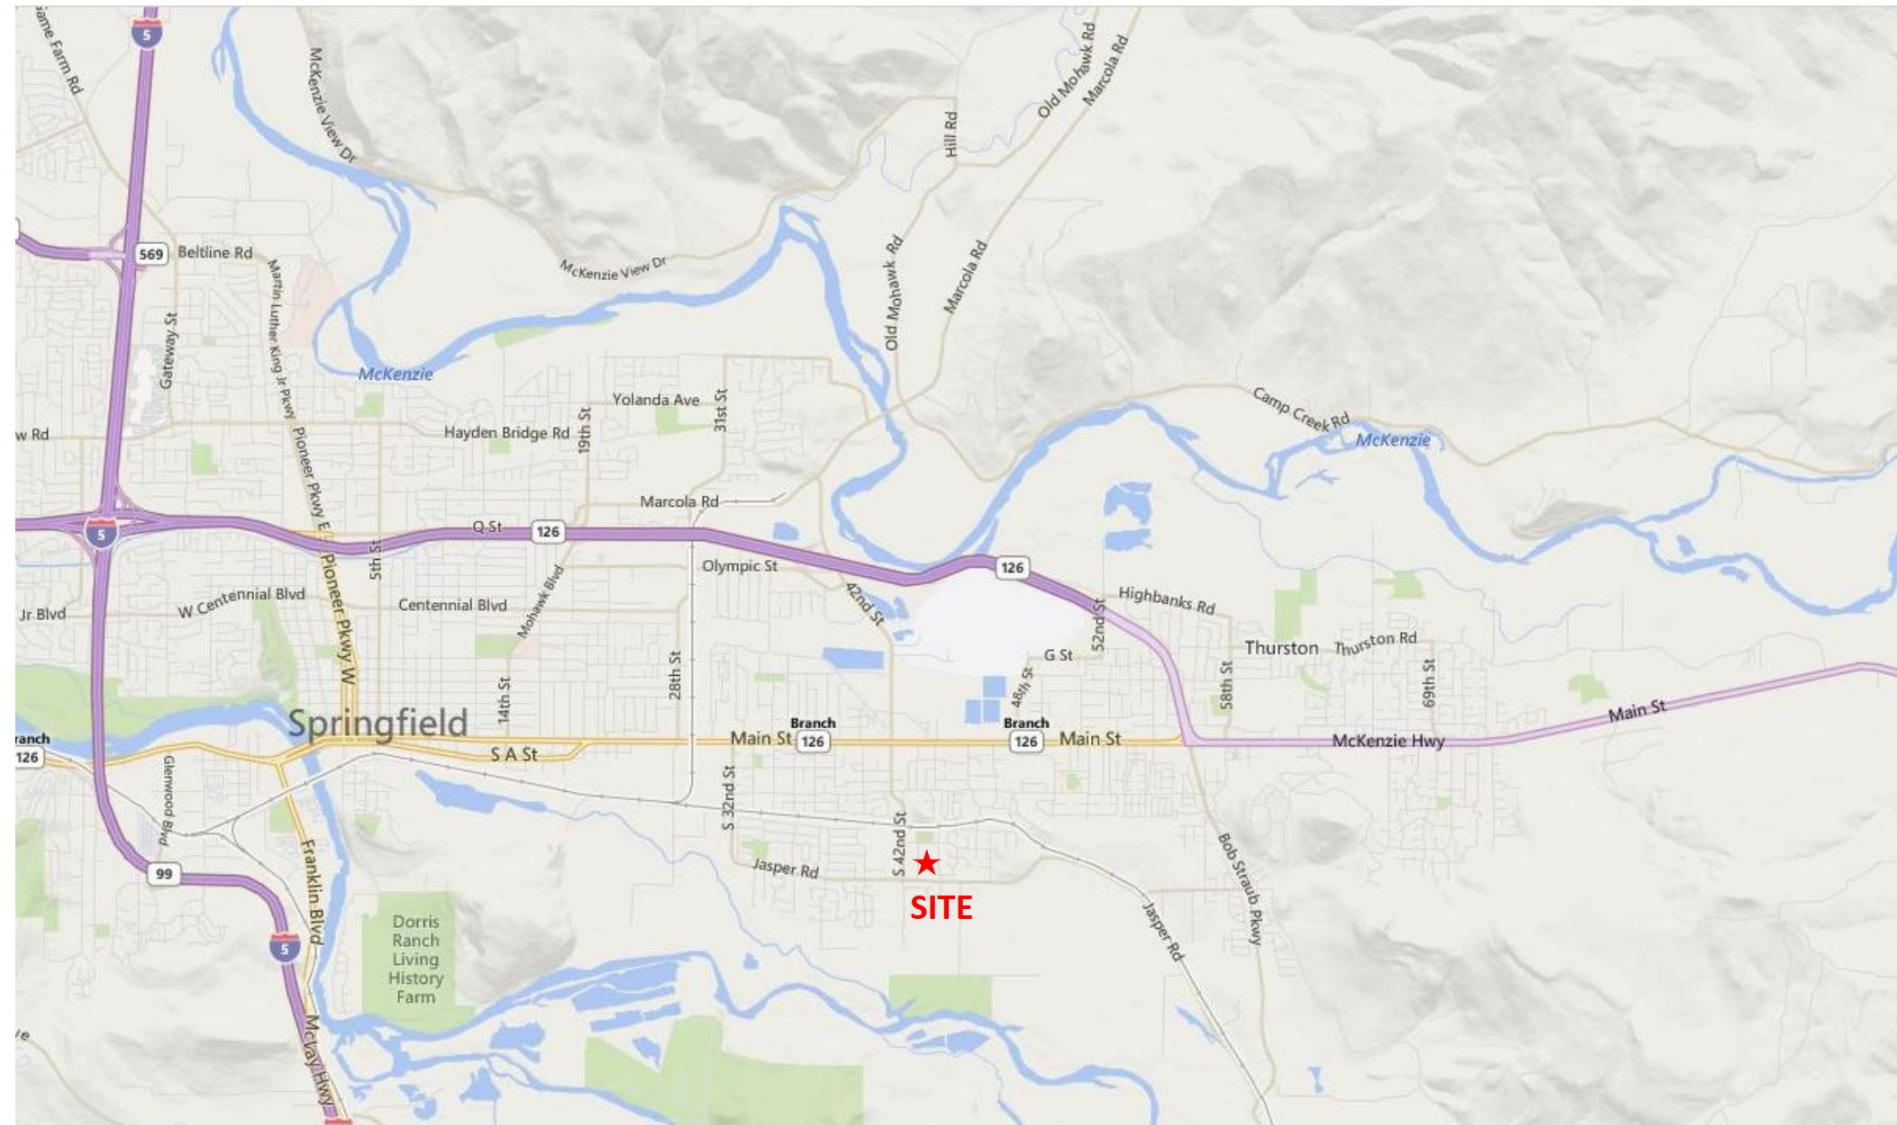 5
Game Farm Rd
McKenzie View Dr
Hill Rd
Old Mohawk Rd
Marcola Rd
569
Beltline Rd
McKenzie View Dr
Old Mohawk Rd
Marcola Rd
Martin Luther King Jr Pkwy
Gateway St
McKenzie
Yolanda Ave
31st St
19th St
Hayden Bridge Rd
Camp Creek Rd
McKenzie
w Rd
Pioneer Pkwy E
Marcola Rd
5
Q St
126
5th St
Olympic St
126
Pioneer Pkwy W
42nd St
Highbanks Rd
52nd St
Jr Blvd
W Centennial Blvd
Centennial Blvd
Mohawk Blvd
Thurston
Thurston Rd
G St
28th St
14th St
48th St
58th St
69th St
Springfield
Main St
ranch
126
Branch
126
Branch
126
Main St
Main St
S A St
McKenzie Hwy
Glenwood Blvd
S 32nd St
S 42nd St
Bob Straub Pkwy
99
Franklin Blvd
Jasper Rd
SITE
Jasper Rd
5
Dorris
Ranch
Living
History
Farm
McVay Hwy
ve